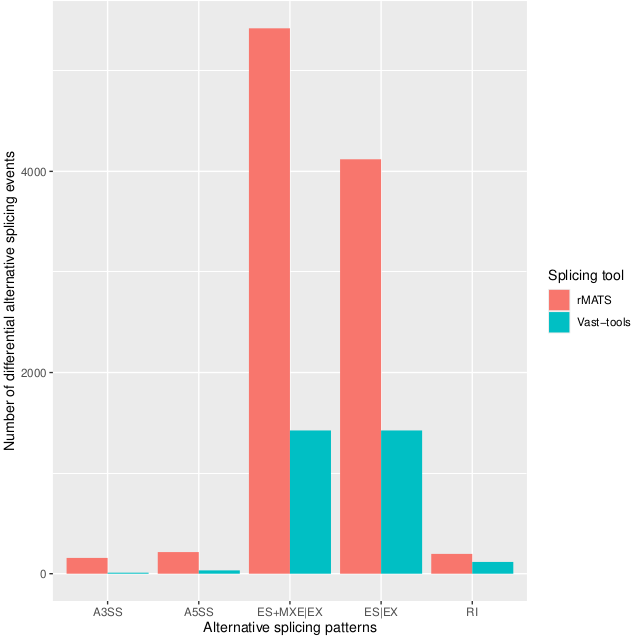 Number of differential alternative splicing events
4000
2000
0
A3SS
A5SS
ES+MXE|EX
ES|EX
RI
Alternative splicing patterns
Splicing tool
rMATS
Vast−tools